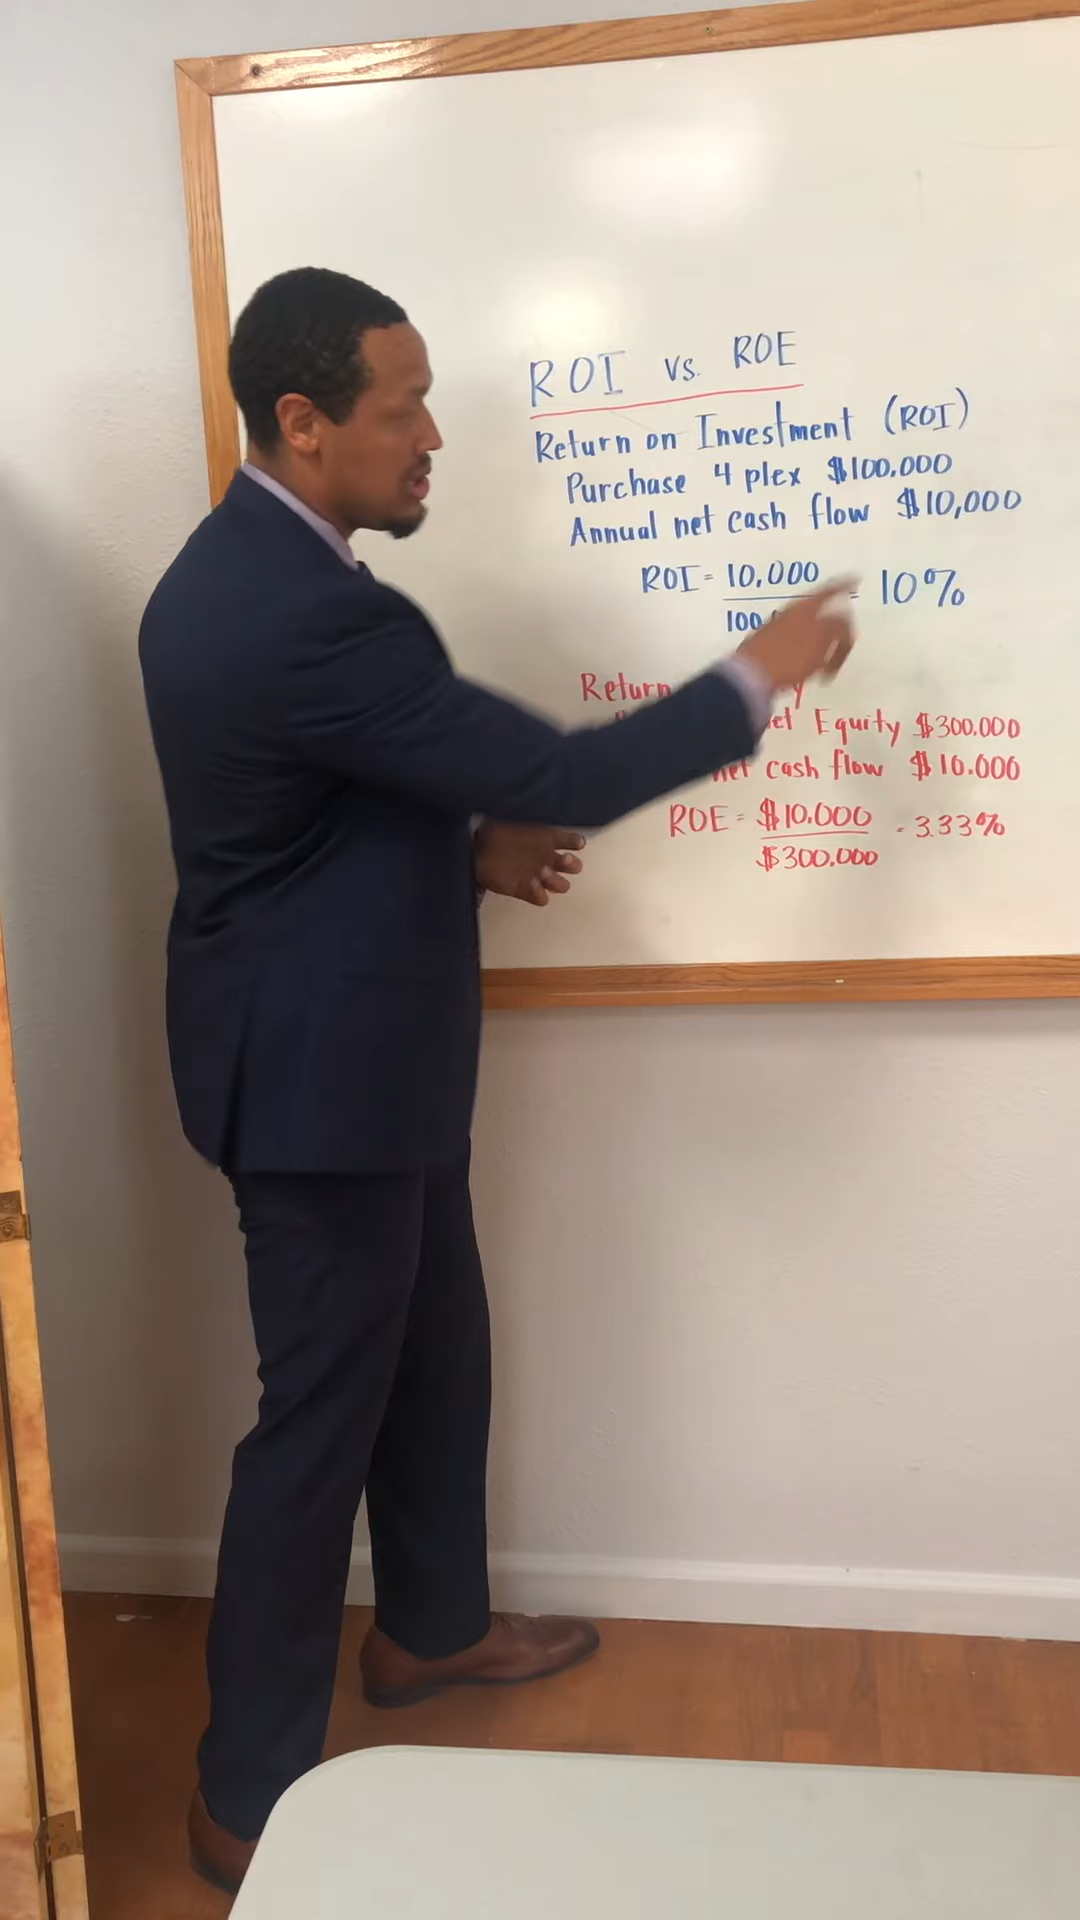 ROI vs. ROE
Return on Investment (ROI)
Purchase 4 plex $100.000
Annual net cash flow $10,000
ROI = 10,000 = 10%
100
Return
Equity $300.000
net cash flow $10.000
ROE = $10.000 = 3.33%
$300.000